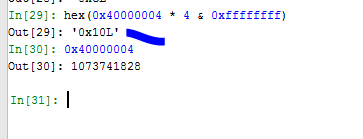 In[29]: hex(0x40000004 * 4 & 0xffffffff)
Out[29]: '0x10L'
In[30]: 0x40000004
Out[30]: 1073741828
In[31]: